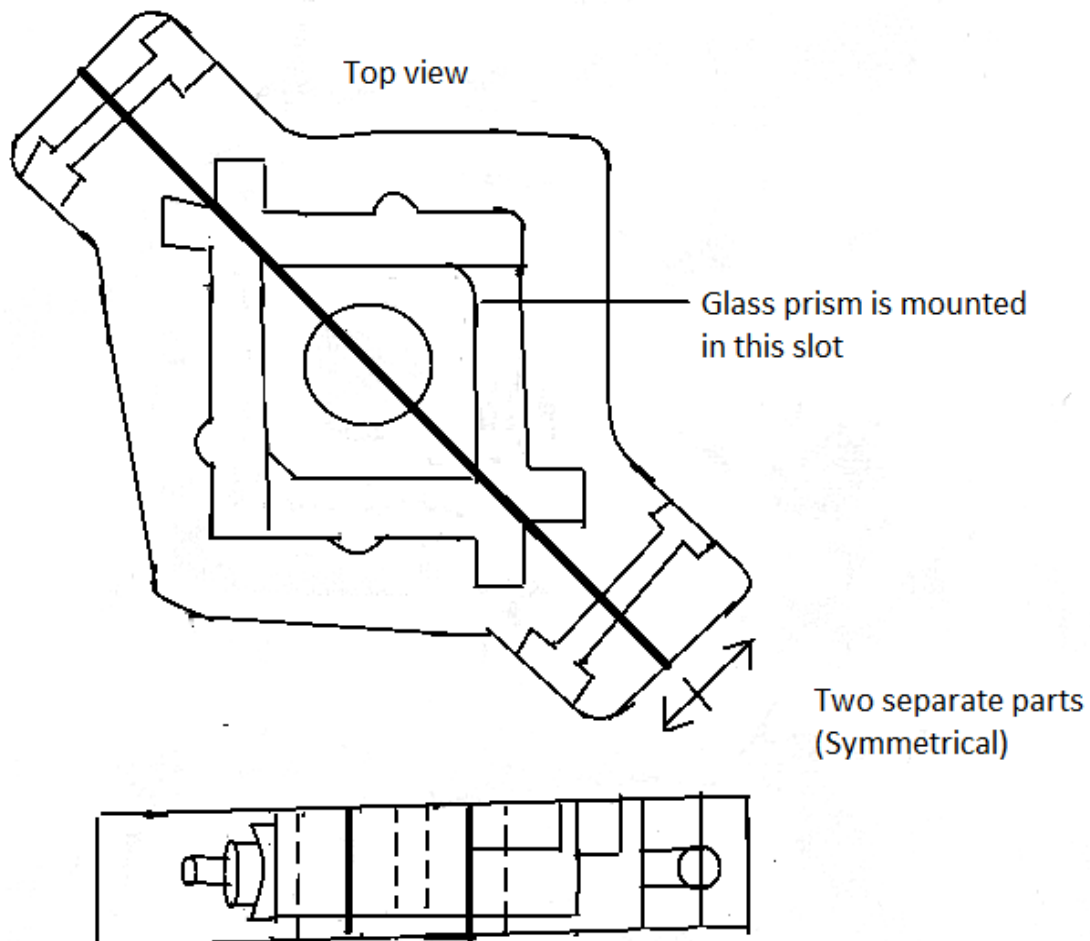 Top view
Glass prism is mounted
in this slot
Two separate parts
(Symmetrical)